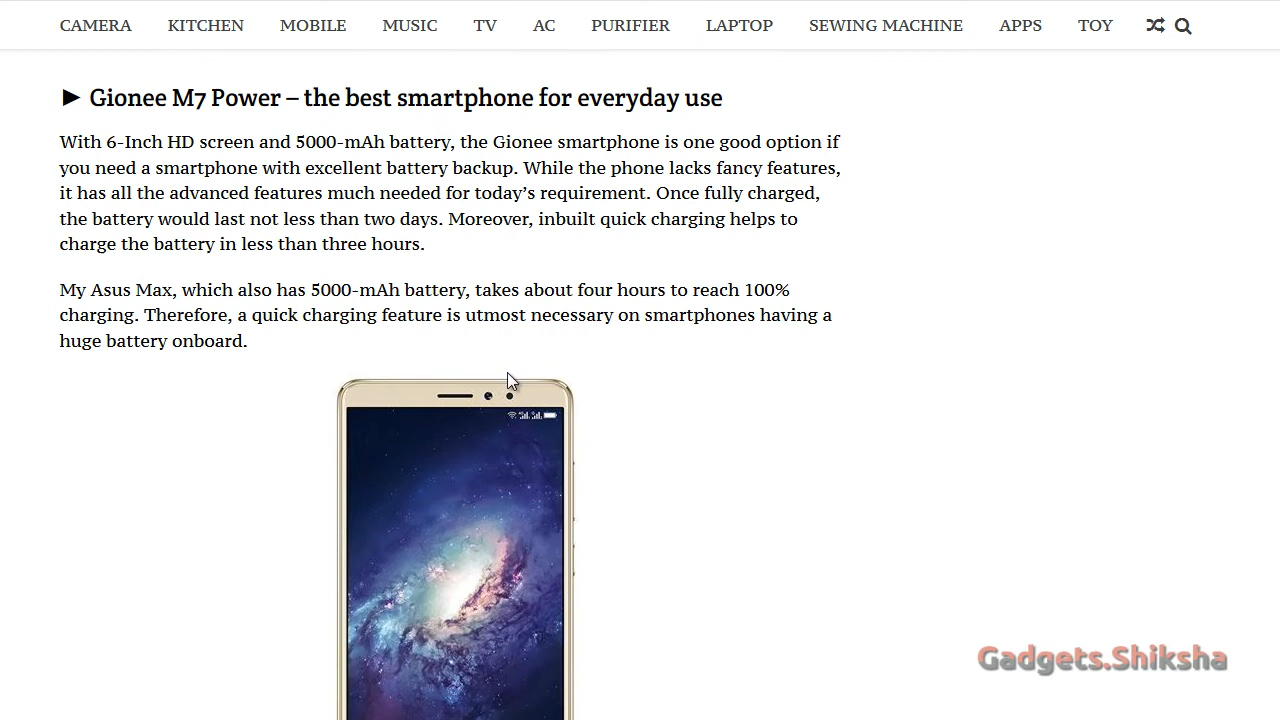 CAMERA KITCHEN MOBILE MUSIC TV AC PURIFIER LAPTOP SEWING MACHINE APPS TOY
► Gionee M7 Power – the best smartphone for everyday use
With 6-Inch HD screen and 5000-mAh battery, the Gionee smartphone is one good option if
you need a smartphone with excellent battery backup. While the phone lacks fancy features,
it has all the advanced features much needed for today’s requirement. Once fully charged,
the battery would last not less than two days. Moreover, inbuilt quick charging helps to
charge the battery in less than three hours.
My Asus Max, which also has 5000-mAh battery, takes about four hours to reach 100%
charging. Therefore, a quick charging feature is utmost necessary on smartphones having a
huge battery onboard.
Gadgets.Shiksha